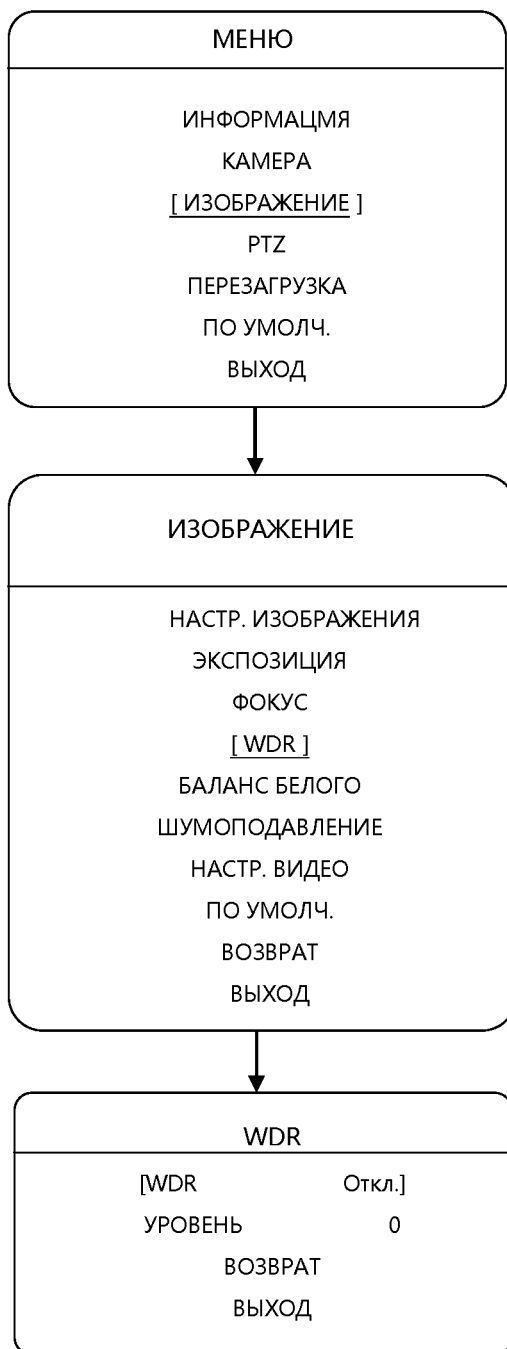 МЕНЮ
ИНФОРМАЦМЯ
КАМЕРА
[ ИЗОБРАЖЕНИЕ ]
PTZ
ПЕРЕЗАГРУЗКА
ПО УМОЛЧ.
ВЫХОД
ИЗОБРАЖЕНИЕ
НАСТР. ИЗОБРАЖЕНИЯ
ЭКСПОЗИЦИЯ
ФОКУС
[ WDR ]
БАЛАНС БЕЛОГО
ШУМОПОДАВЛЕНИЕ
НАСТР. ВИДЕО
ПО УМОЛЧ.
ВОЗВРАТ
ВЫХОД
WDR
[WDR Откл.]
УРОВЕНЬ 0
ВОЗВРАТ
ВЫХОД